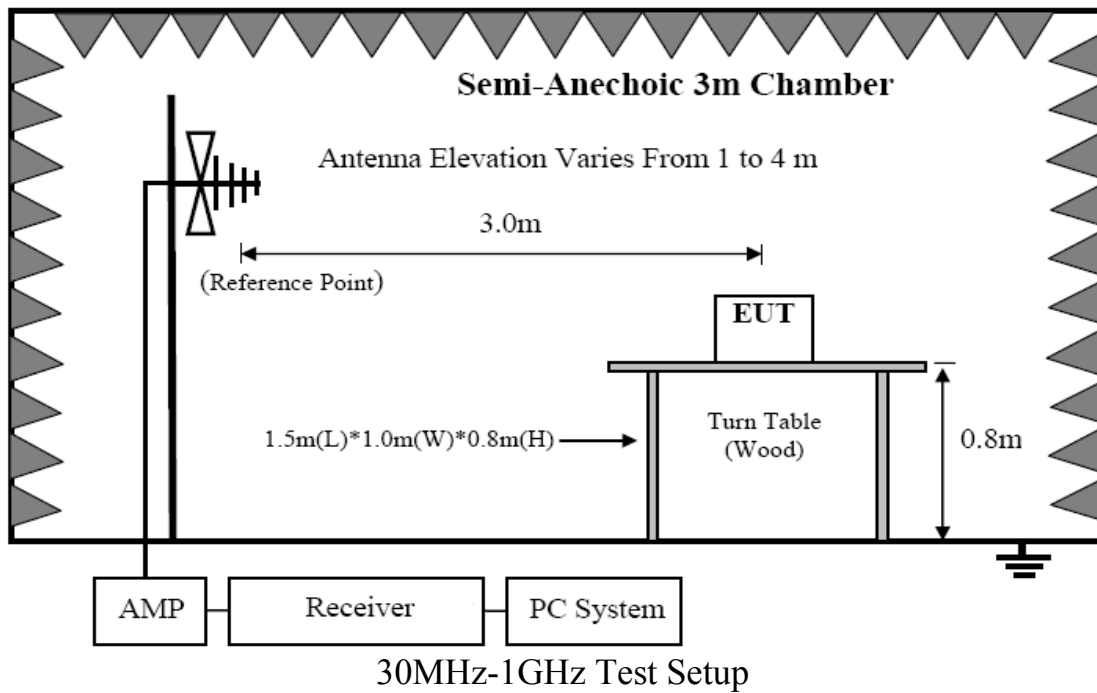 Semi-Anechoic 3m Chamber
Antenna Elevation Varies From 1 to 4 m
3.0m
(Reference Point)
EUT
1.5m(L)*1.0m(W)*0.8m(H)
Turn Table
(Wood)
0.8m
AMP
Receiver
PC System
30MHz-1GHz Test Setup